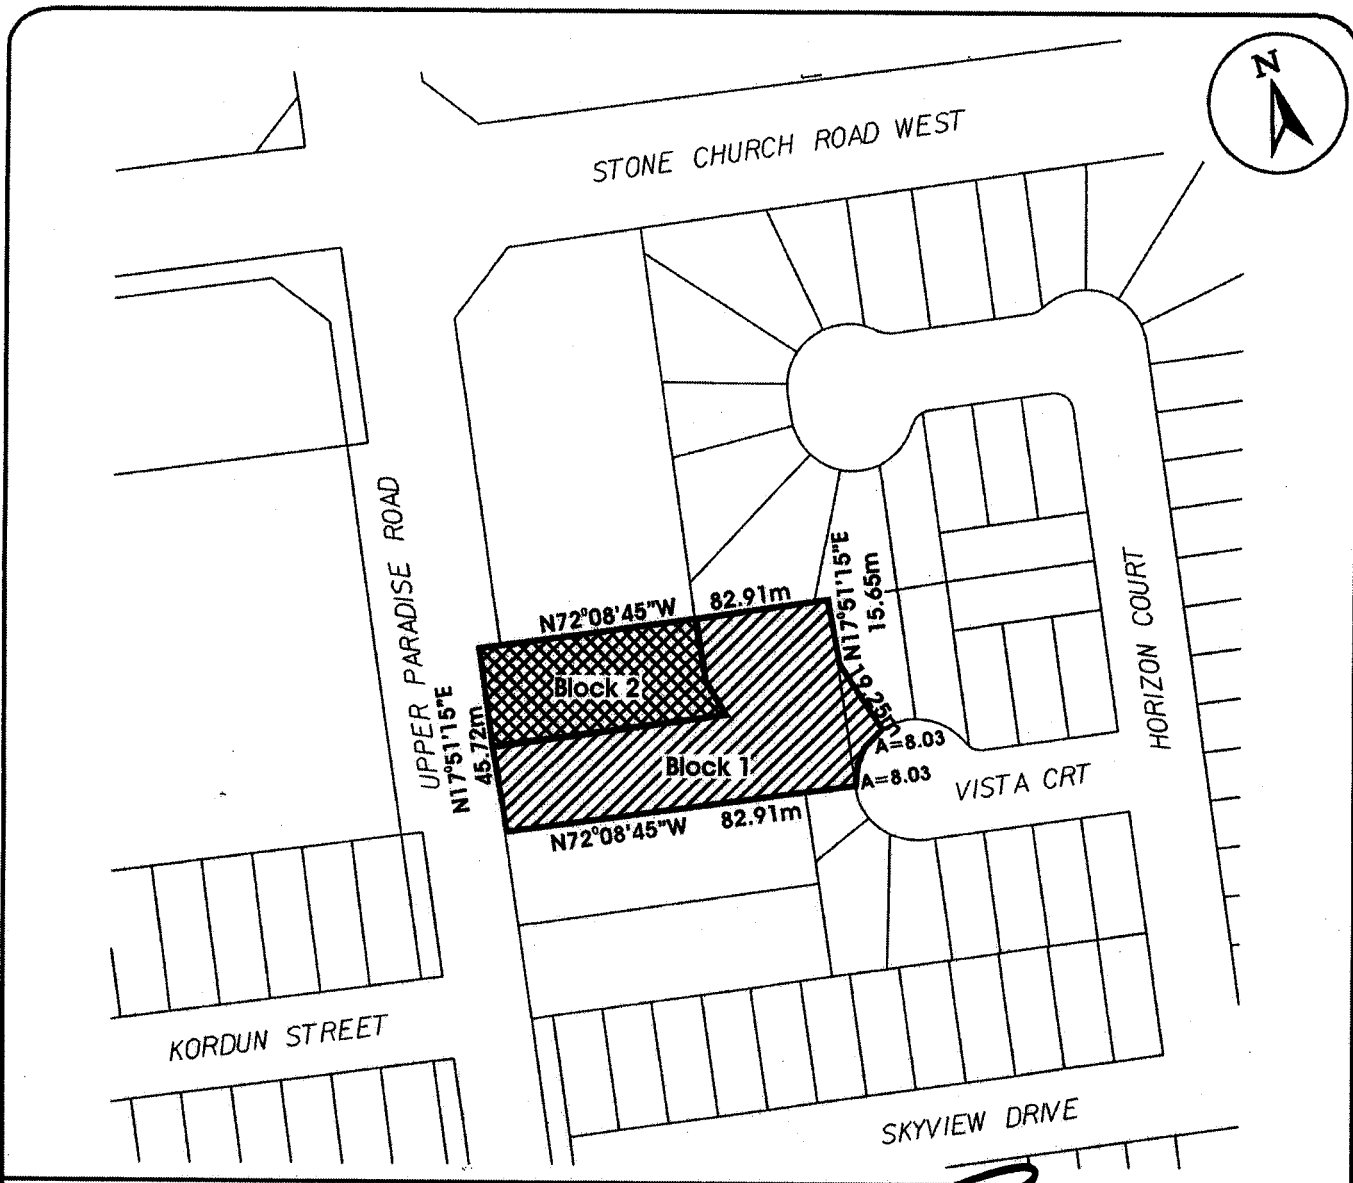 N
STONE CHURCH ROAD WEST
UPPER PARADISE ROAD
N72°08'45"W 82.91m
N17°51'15"E
15.65m
19.25m
Block 2
N17°51'15"E
45.72m
Block 1
A=8.03
A=8.03
N72°08'45"W 82.91m
HORIZON COURT
VISTA CRT
KORDUN STREET
SKYVIEW DRIVE